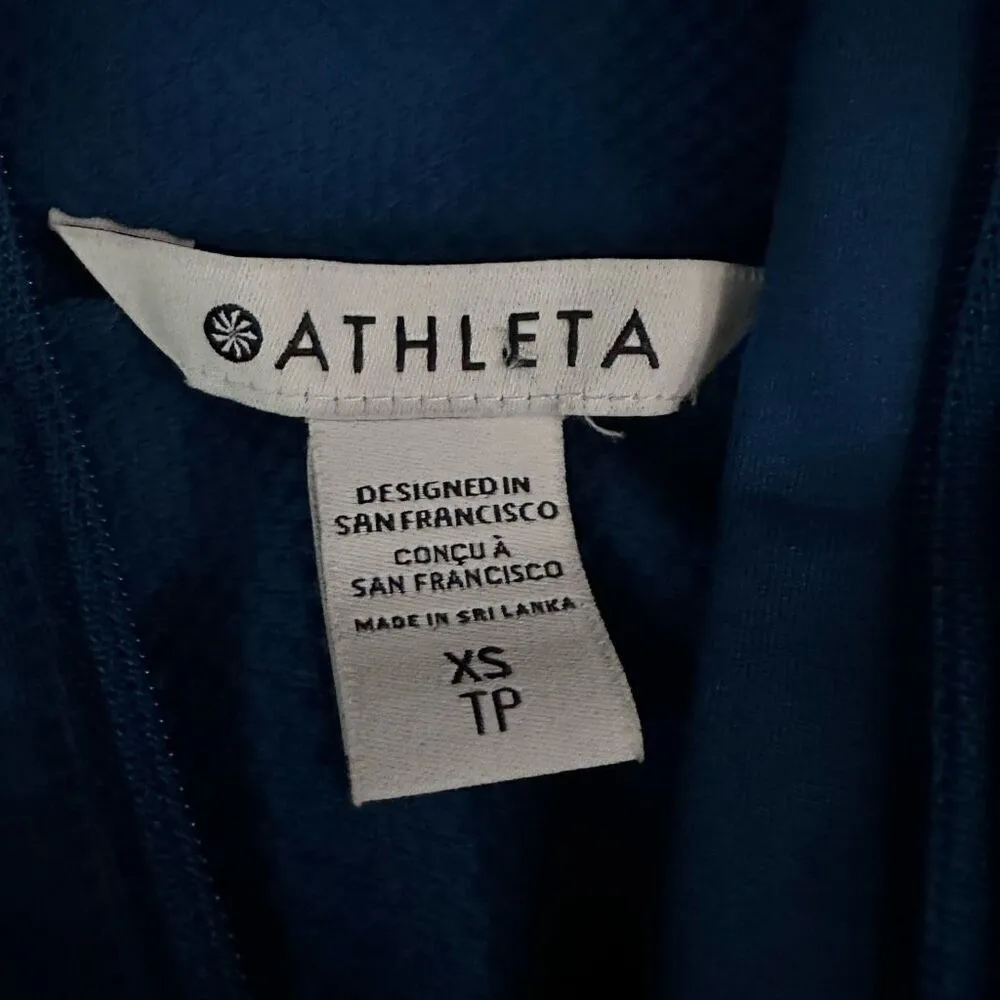 ATHLETA
DESIGNED IN
SAN FRANCISCO
CONÇU À
SAN FRANCISCO
MADE IN SRI LANKA
XS
TP